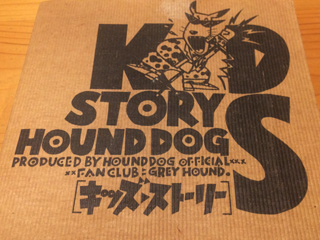 KIDS
STORY
HOUND DOG
PRODUCED BY HOUND DOG OFFICIAL×××
××FAN CLUB:GREY HOUND.
[キッズ・ストーリー]